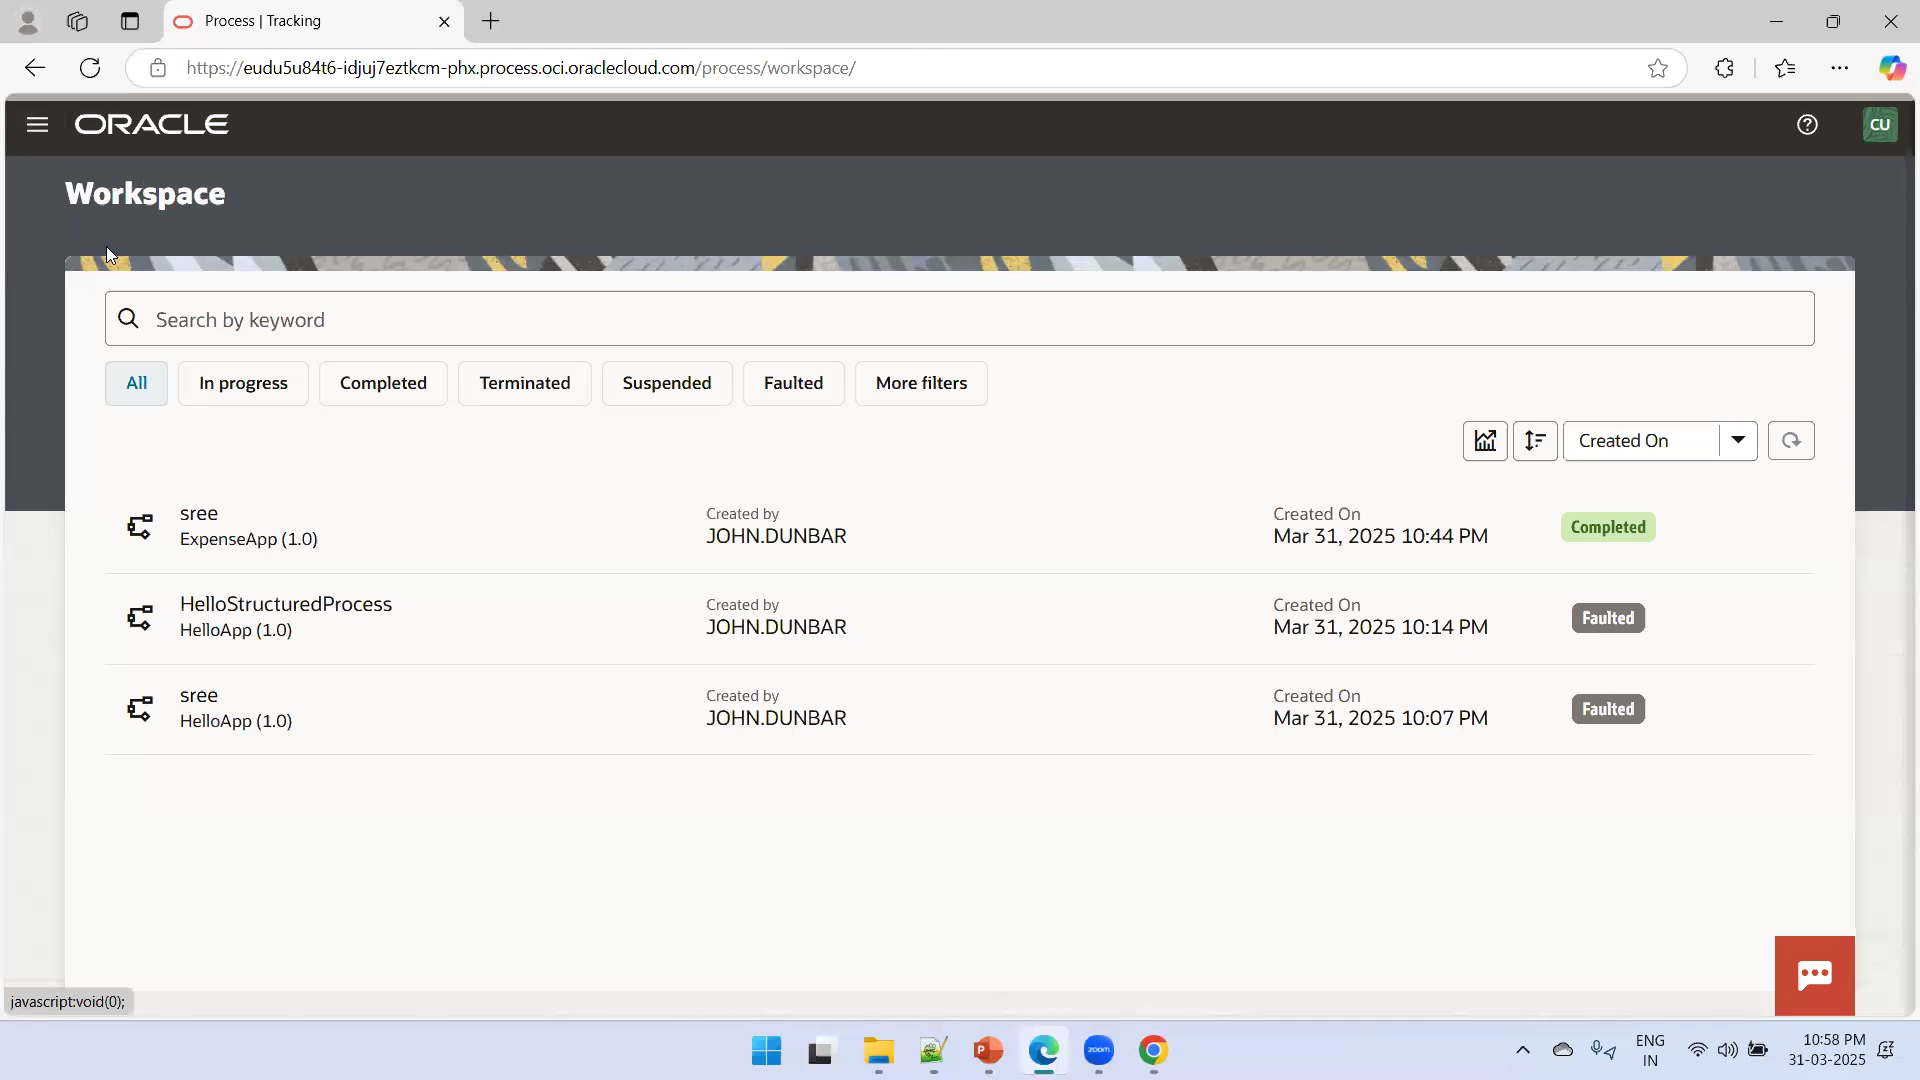 Process | Tracking
https://eudu5u84t6-idjuj7eztkcm-phx.process.oci.oraclecloud.com/process/workspace/
ORACLE
CU
Workspace
Search by keyword
All
In progress
Completed
Terminated
Suspended
Faulted
More filters
Created On
sree
ExpenseApp (1.0)
Created by
JOHN.DUNBAR
Created On
Mar 31, 2025 10:44 PM
Completed
HelloStructuredProcess
HelloApp (1.0)
Created by
JOHN.DUNBAR
Created On
Mar 31, 2025 10:14 PM
Faulted
sree
HelloApp (1.0)
Created by
JOHN.DUNBAR
Created On
Mar 31, 2025 10:07 PM
Faulted
javascript:void(0);
zoom
ENG
IN
10:58 PM
31-03-2025